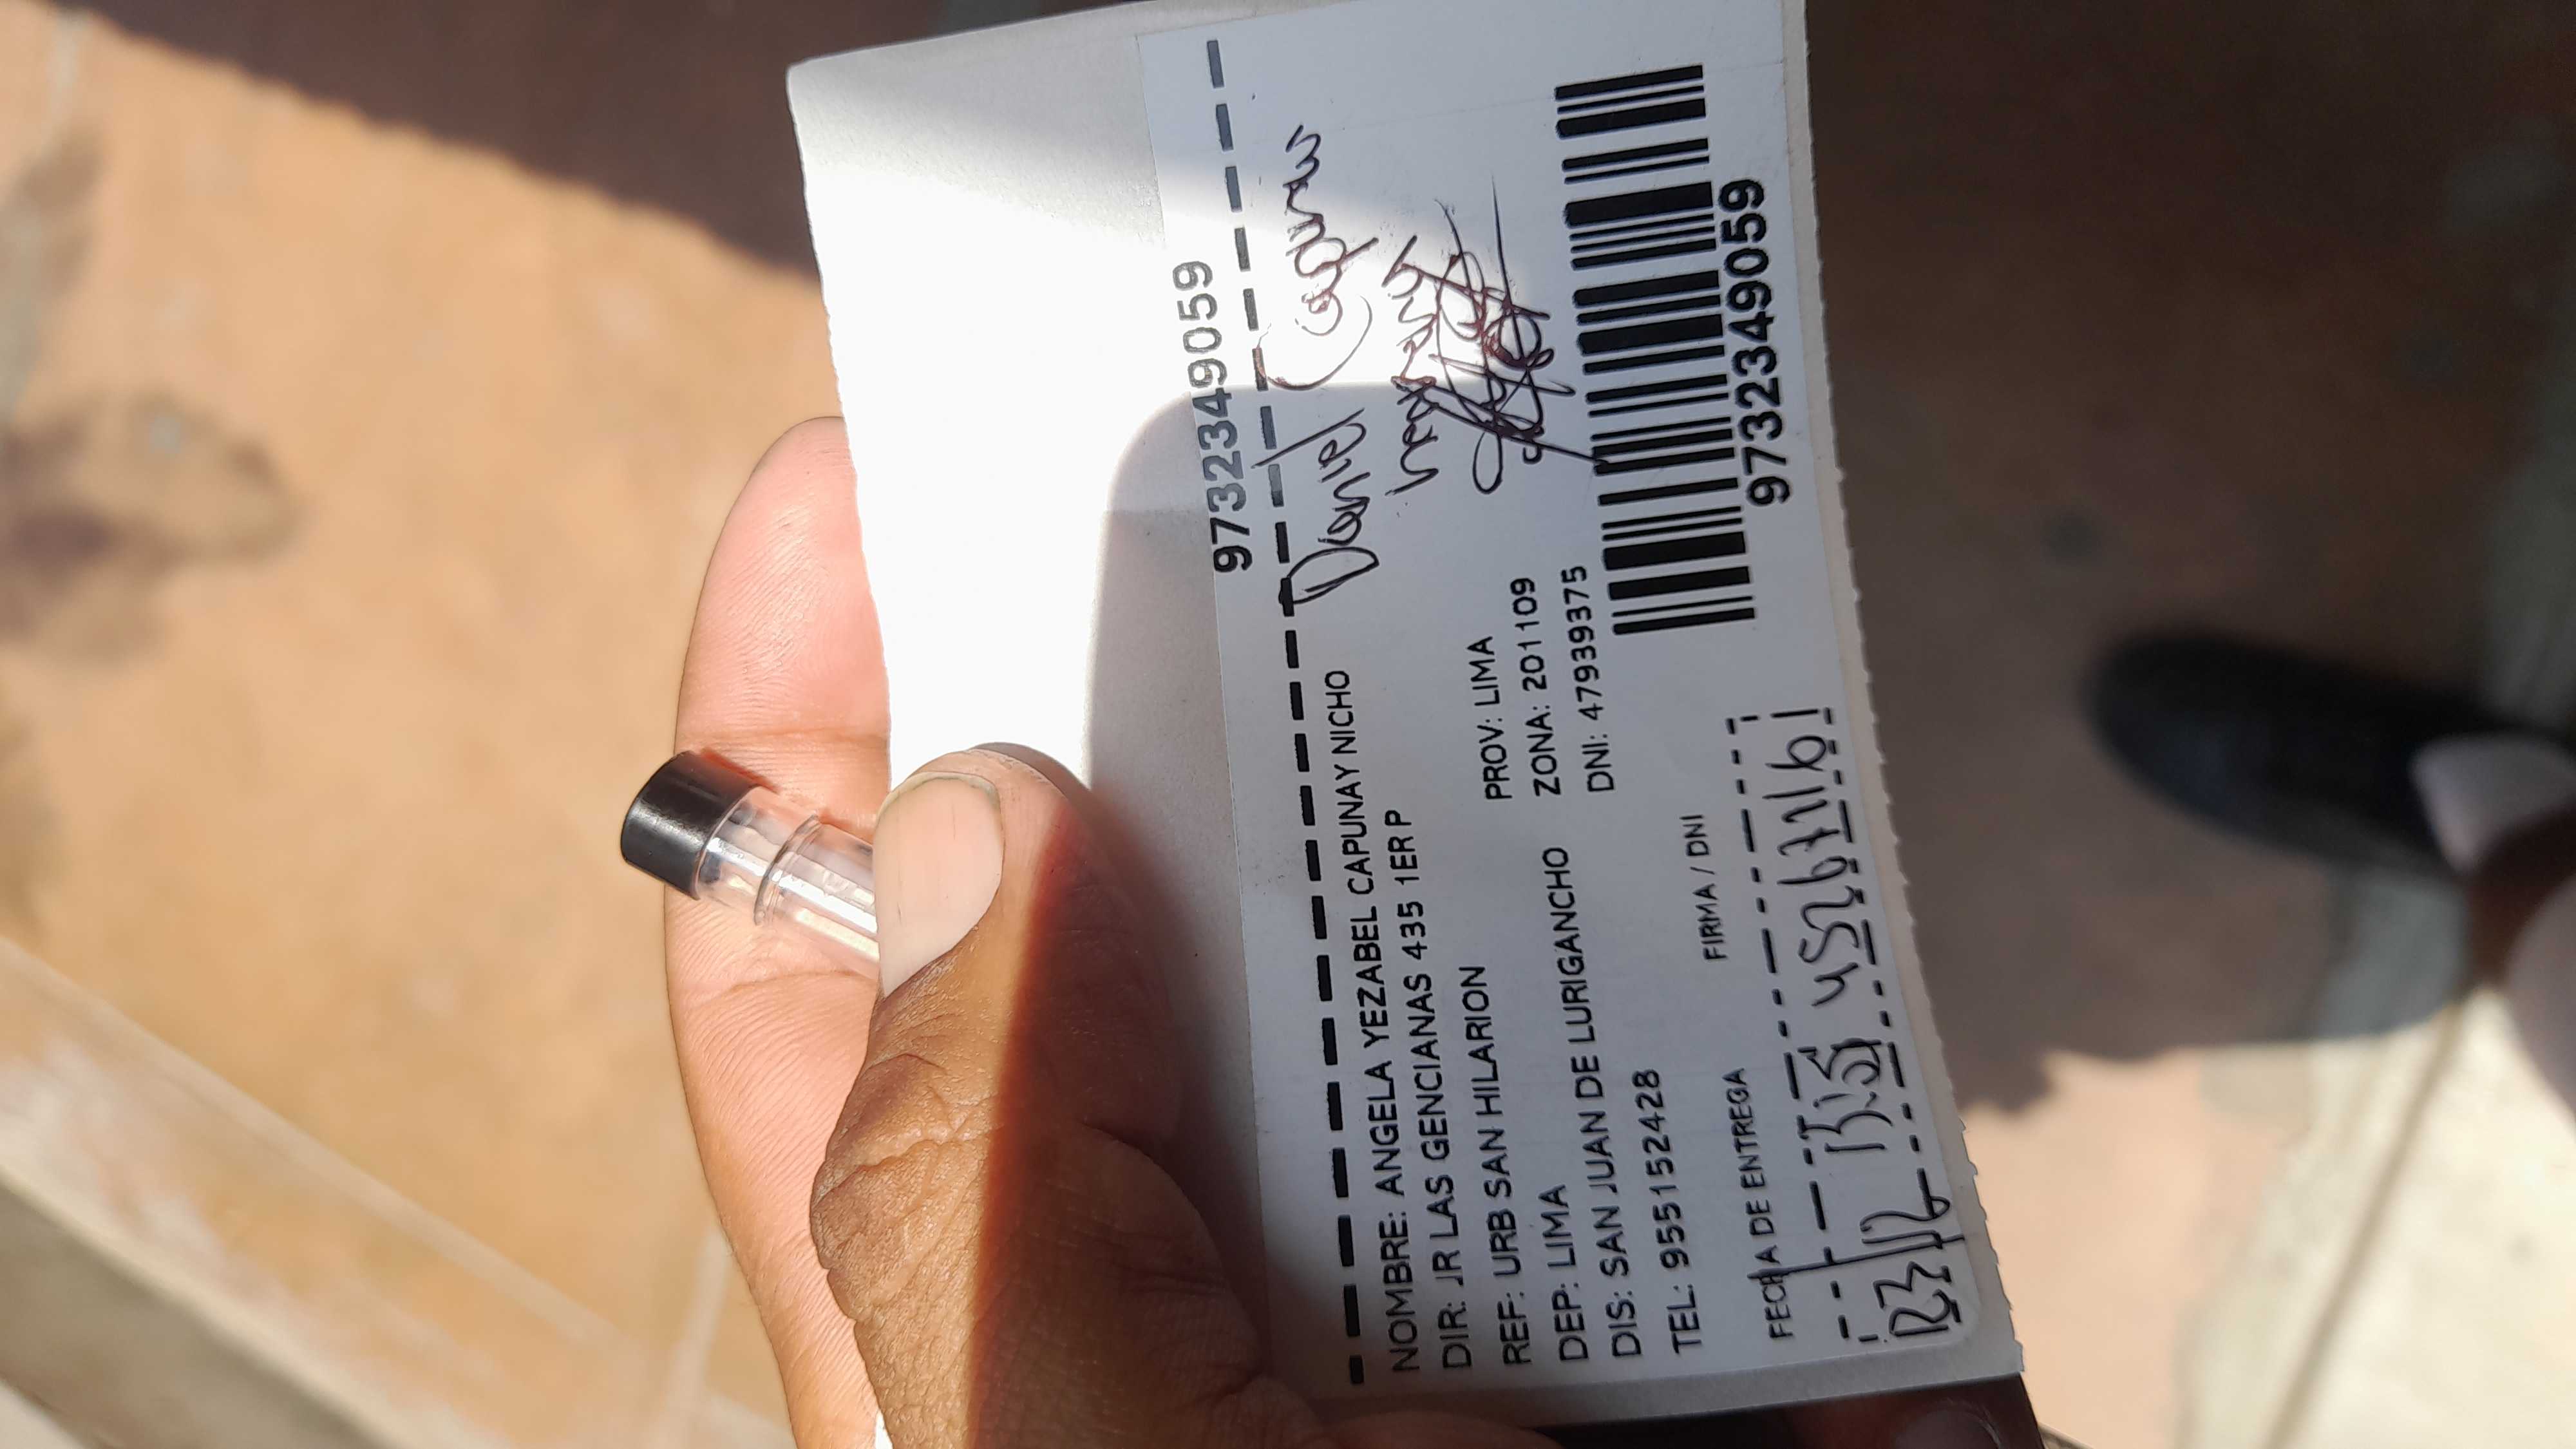 9732349059
Daniel Capunay
hermano
NOMBRE: ANGELA YEZABEL CAPUNAY NICHO
DIR: JR LAS GENCIANAS 435 1ER P
REF: URB SAN HILARION
DEP: LIMA PROV: LIMA
DIS: SAN JUAN DE LURIGANCHO ZONA: 201109
TEL: 955152428 DNI: 47939375
FECHA DE ENTREGA FIRMA / DNI
9732349059